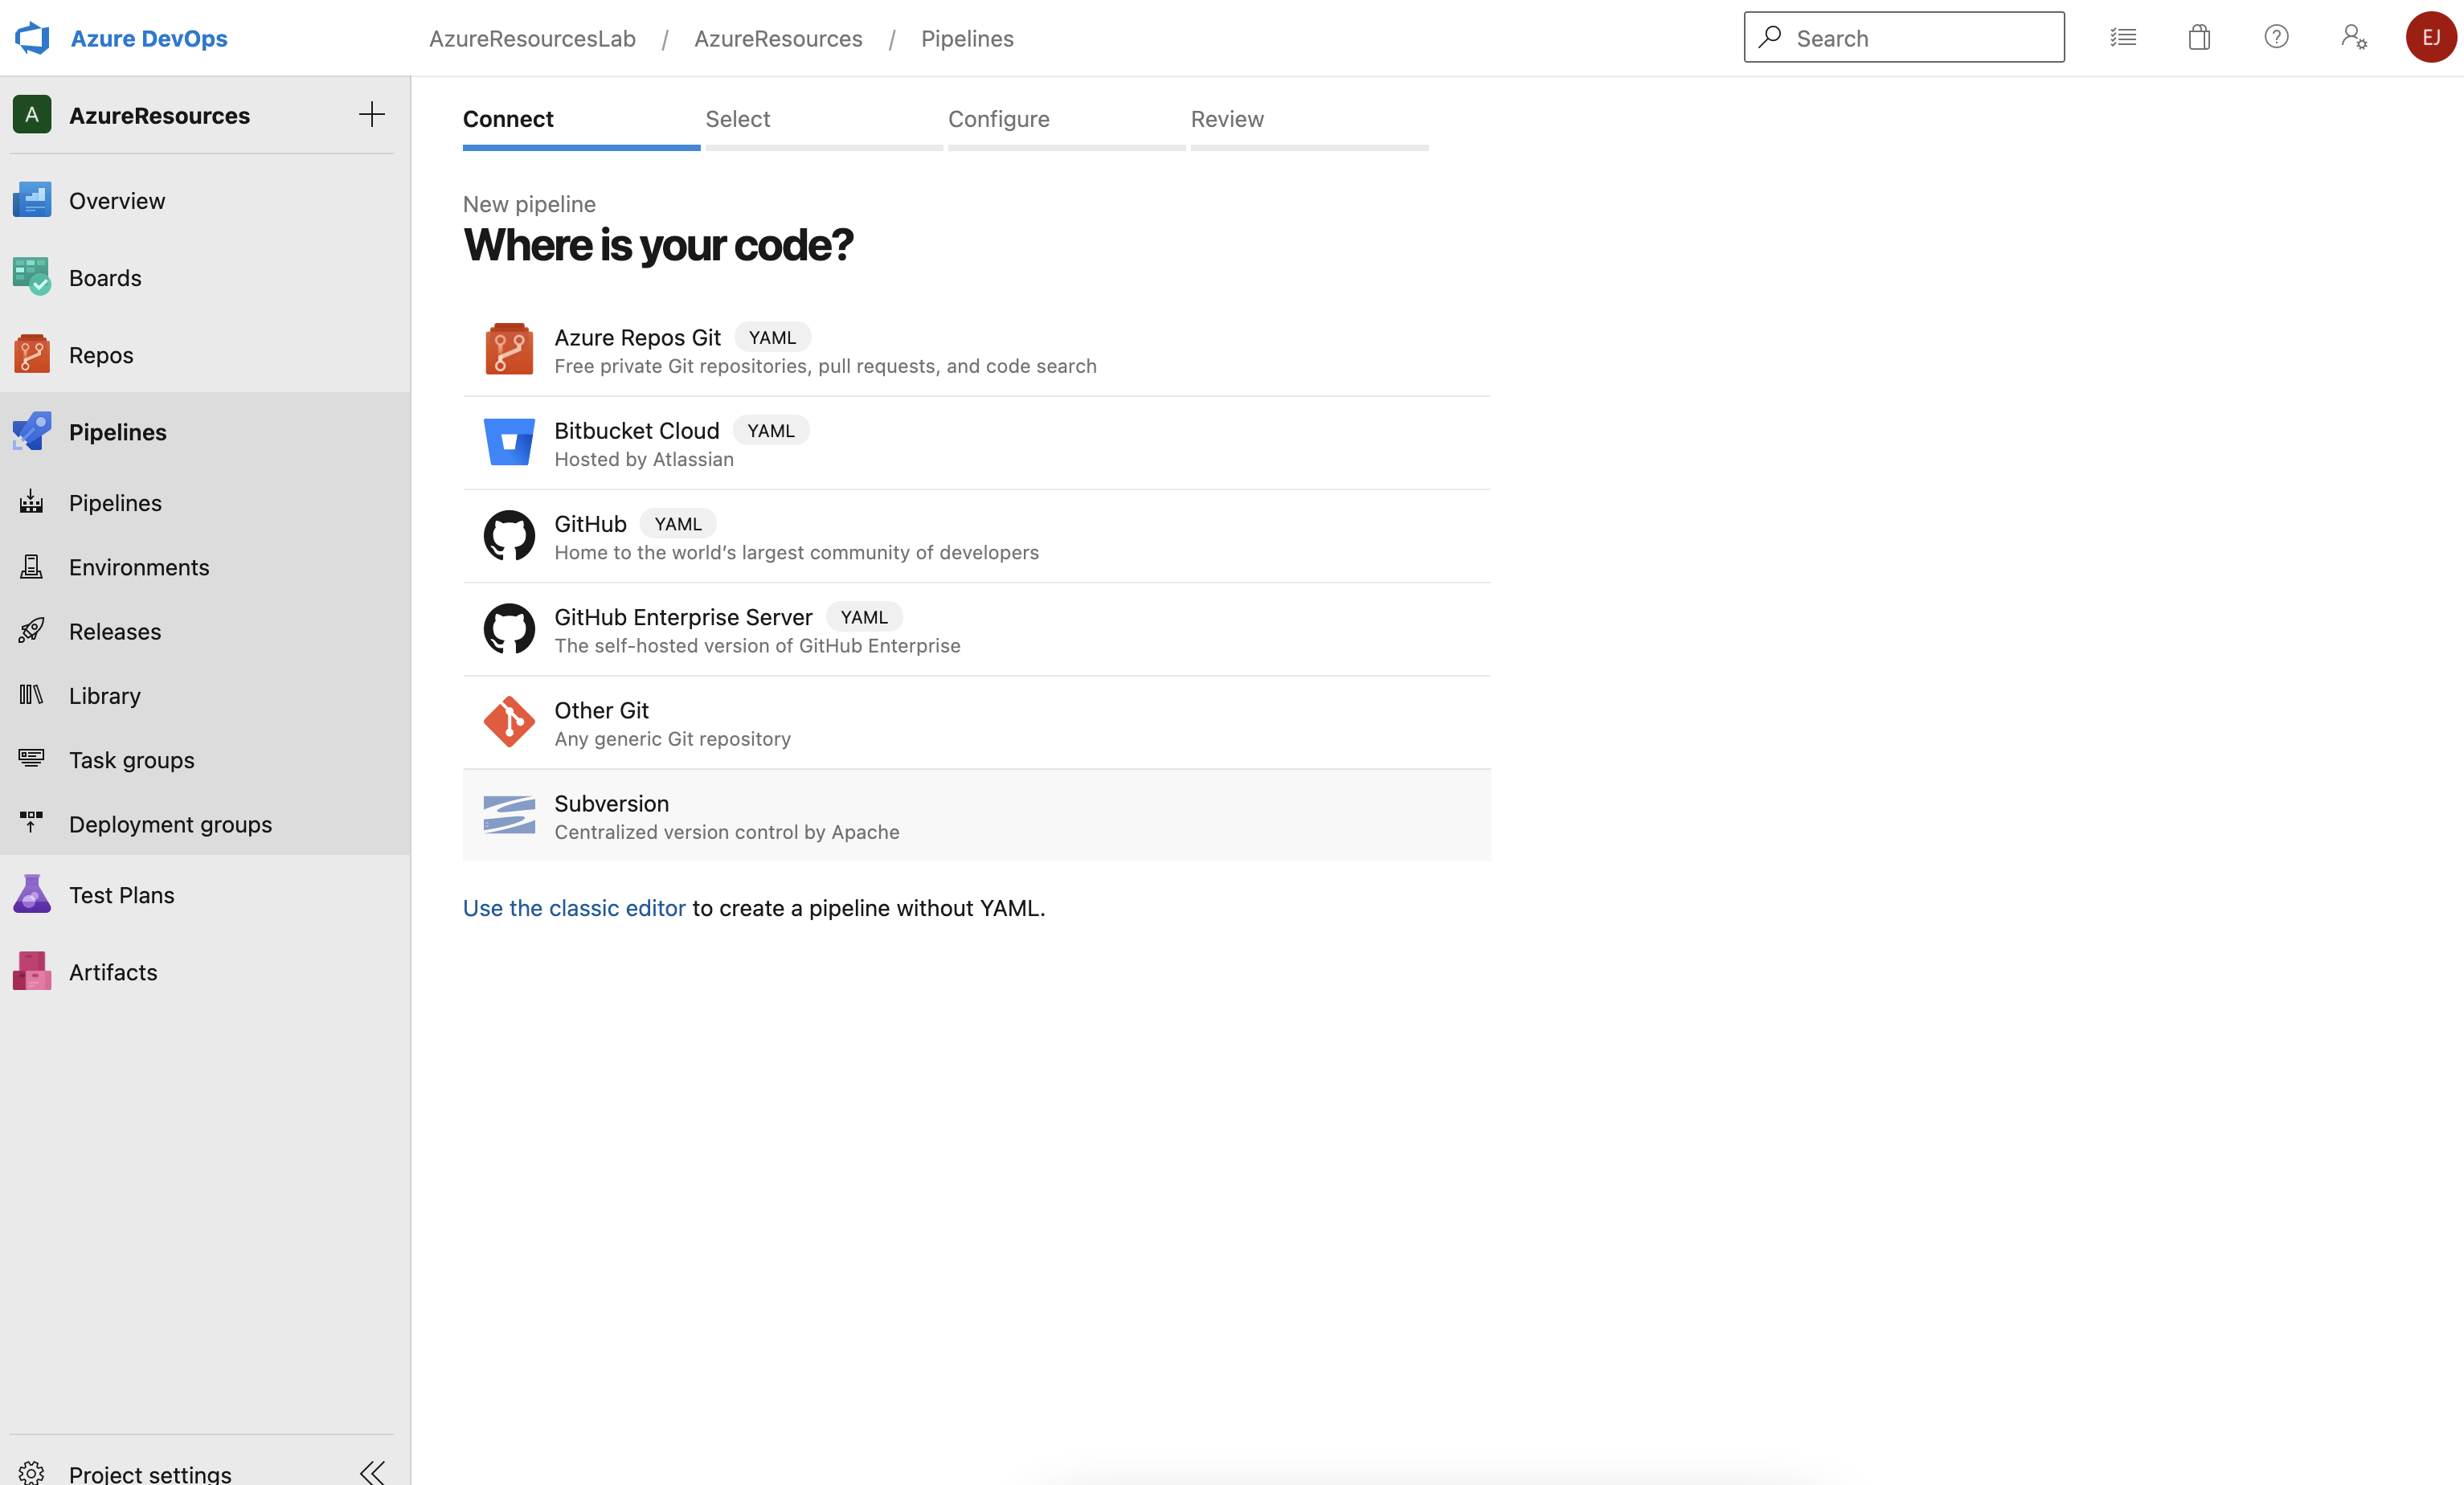 Azure DevOps
AzureResourcesLab / AzureResources / Pipelines
Search
EJ
A AzureResources
Overview
Boards
Repos
Pipelines
Pipelines
Environments
Releases
Library
Task groups
Deployment groups
Test Plans
Artifacts
Project settings
Connect Select Configure Review
New pipeline
Where is your code?
Azure Repos Git YAML
Free private Git repositories, pull requests, and code search
Bitbucket Cloud YAML
Hosted by Atlassian
GitHub YAML
Home to the world’s largest community of developers
GitHub Enterprise Server YAML
The self-hosted version of GitHub Enterprise
Other Git
Any generic Git repository
Subversion
Centralized version control by Apache
Use the classic editor to create a pipeline without YAML.